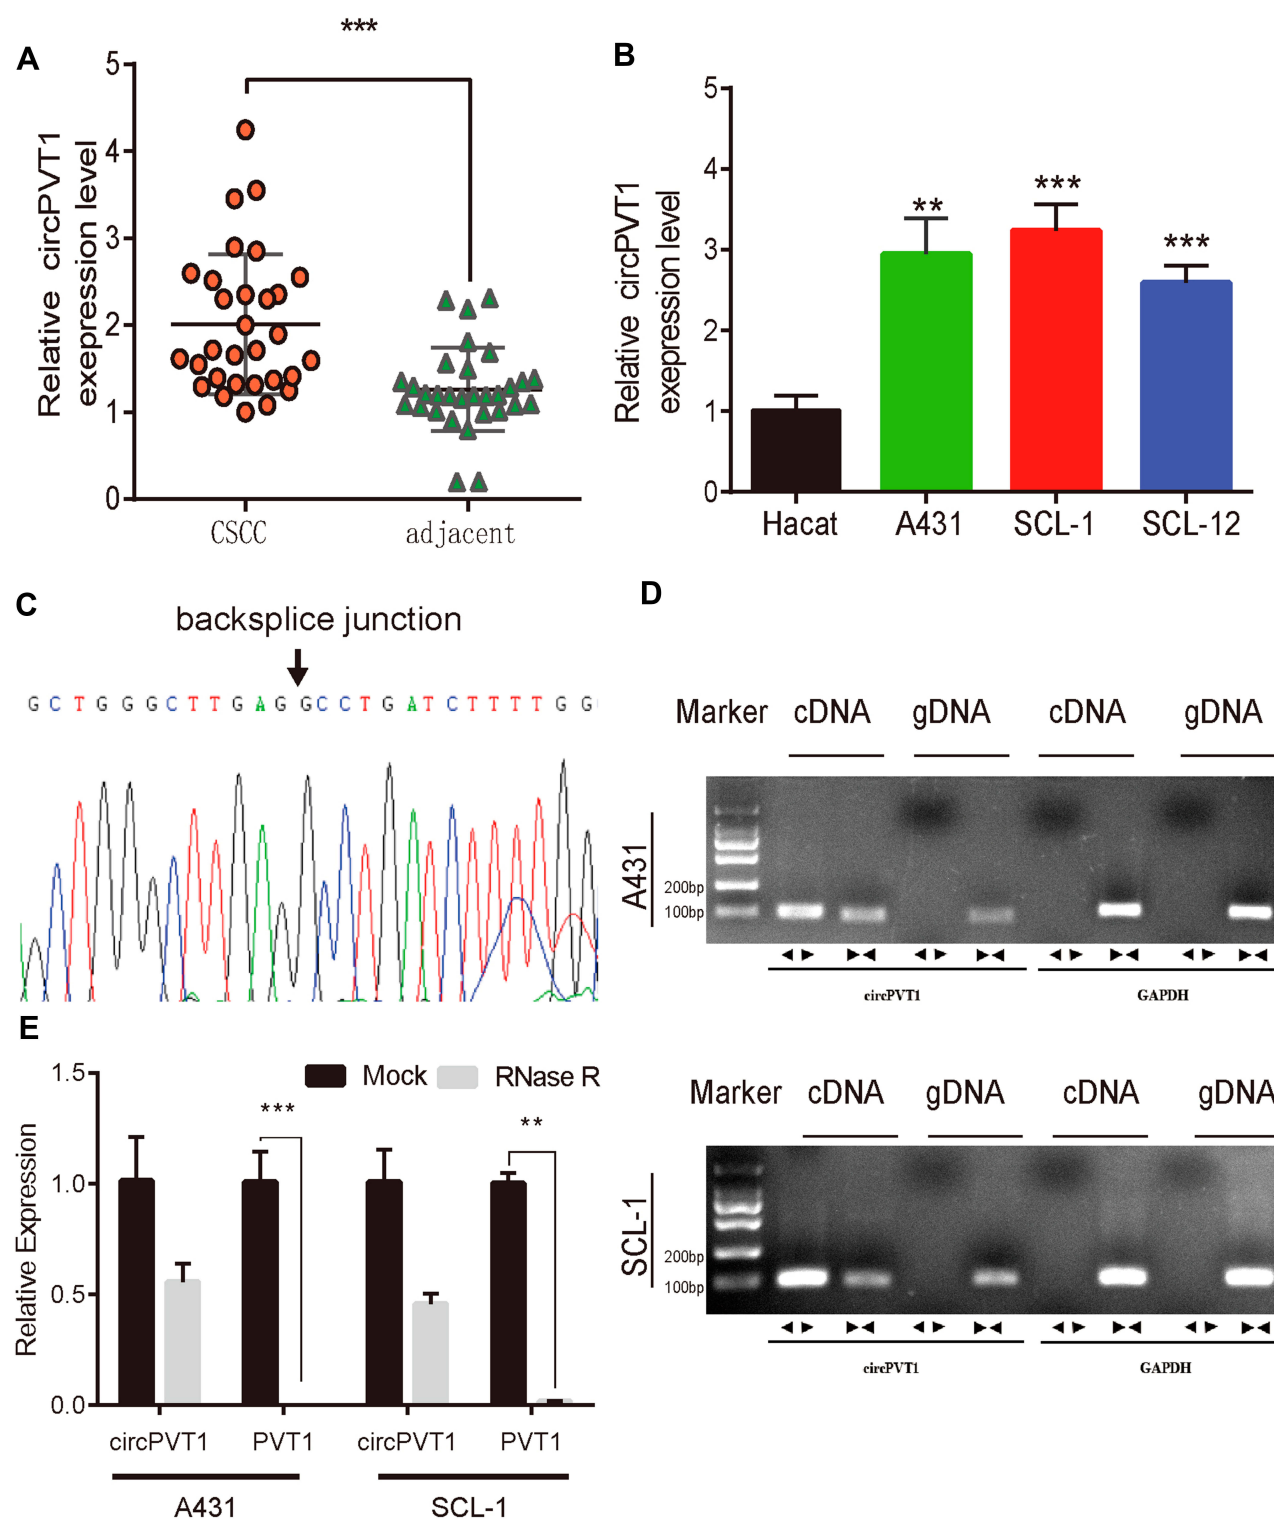 A
***
Relative circPVT1
exepression level
5
4
3
2
1
0
CSCC
adjacent
B
Relative circPVT1
exepression level
5
4
3
2
1
0
**
***
***
Hacat
A431
SCL-1
SCL-12
C
backsplice junction
G C T G G G C T T G A G G C C T G A T C T T T T G G
D
Marker
cDNA
gDNA
cDNA
gDNA
A431
200bp
100bp
circPVT1
GAPDH
Marker
cDNA
gDNA
cDNA
gDNA
SCL-1
200bp
100bp
circPVT1
GAPDH
E
Mock
RNase R
Relative Expression
1.5
1.0
0.5
0.0
***
**
circPVT1
PVT1
circPVT1
PVT1
A431
SCL-1